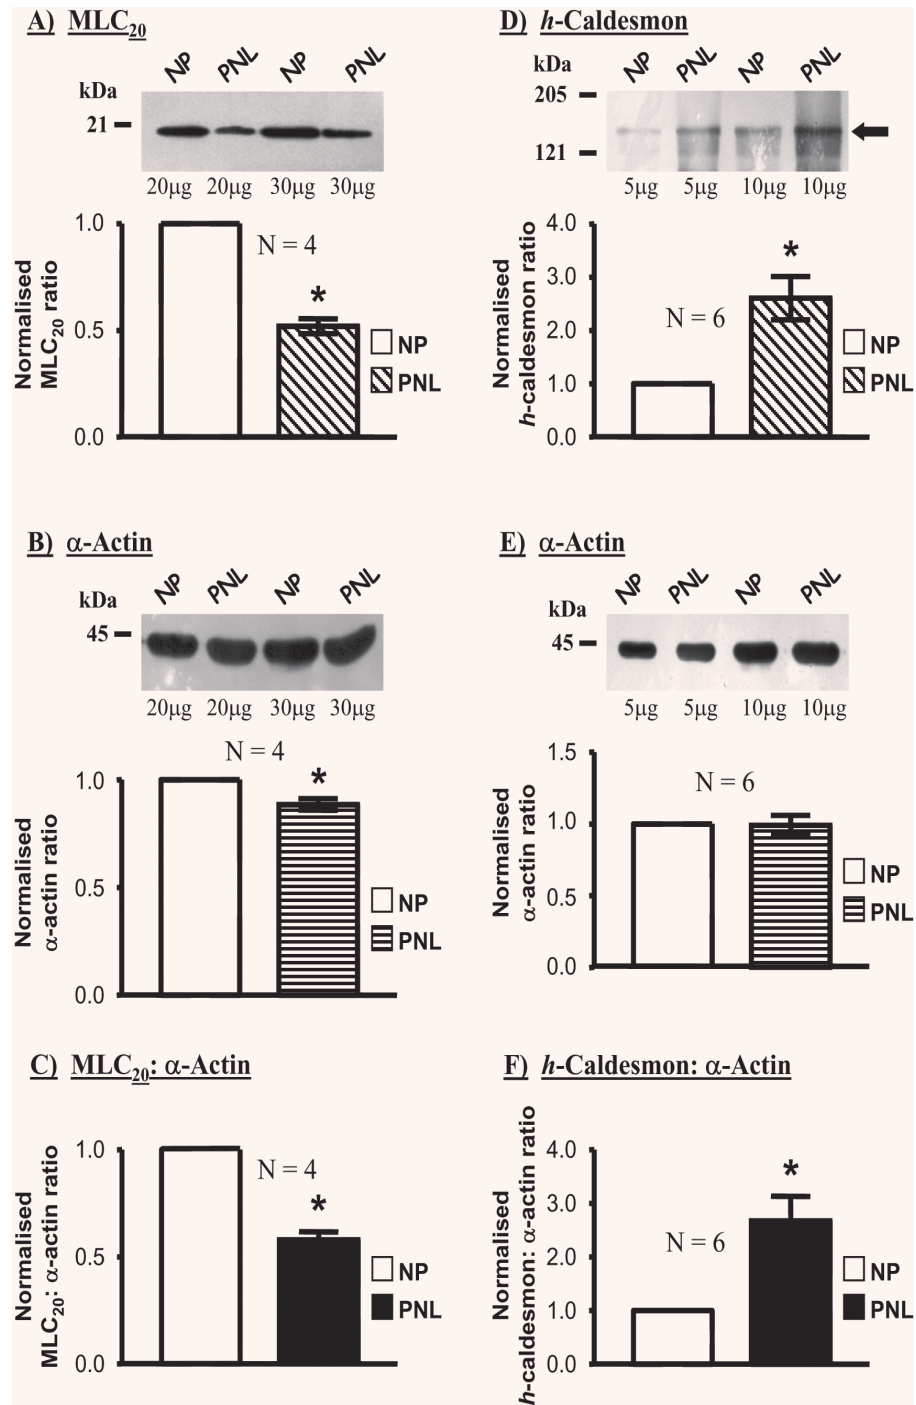 A) MLC20
NP PNL NP PNL
kDa
21
20μg 20μg 30μg 30μg
Normalised
MLC20 ratio
1.0
0.5
0.0
N = 4
*
NP
PNL
B) α-Actin
NP PNL NP PNL
kDa
45
20μg 20μg 30μg 30μg
Normalised
α-actin ratio
1.0
0.5
0.0
N = 4
*
NP
PNL
C) MLC20: α-Actin
Normalised
MLC20: α-actin ratio
1.0
0.5
0.0
N = 4
*
NP
PNL
D) h-Caldesmon
NP PNL NP PNL
kDa
205
121
5μg 5μg 10μg 10μg
Normalised
h-caldesmon ratio
4.0
3.0
2.0
1.0
0.0
N = 6
*
NP
PNL
E) α-Actin
NP PNL NP PNL
kDa
45
5μg 5μg 10μg 10μg
Normalised
α-actin ratio
1.5
1.0
0.5
0.0
N = 6
NP
PNL
F) h-Caldesmon: α-Actin
Normalised
h-caldesmon: α-actin ratio
4.0
3.0
2.0
1.0
0.0
N = 6
*
NP
PNL